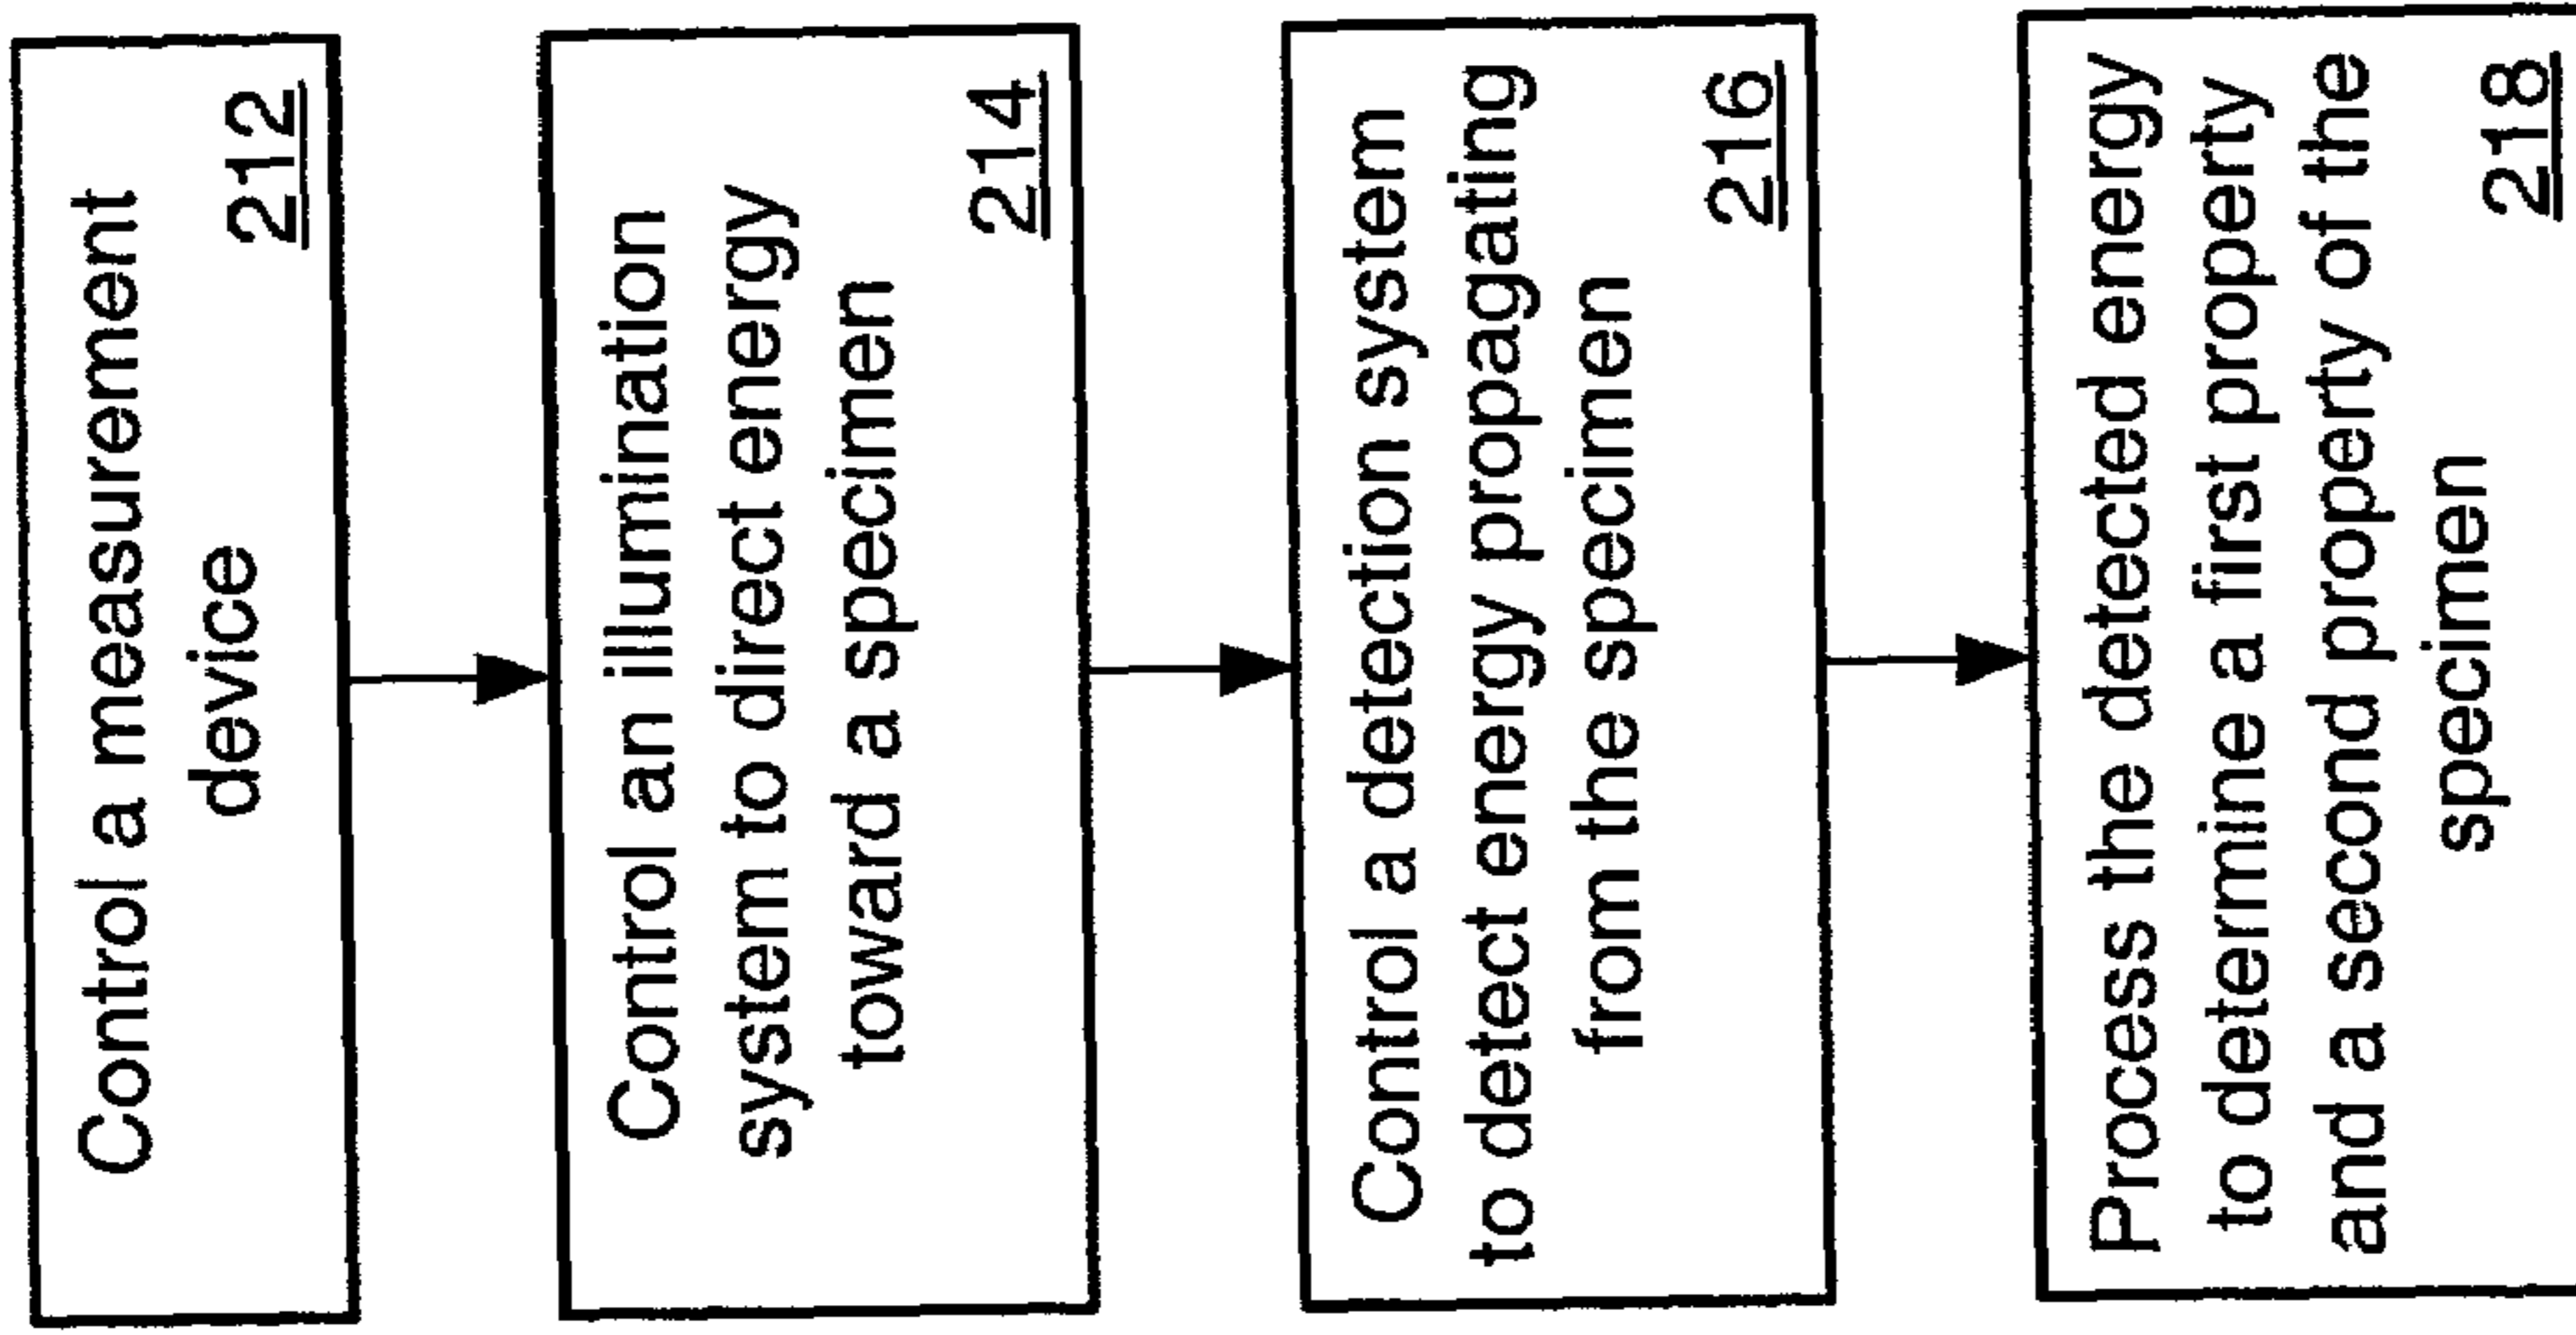 Control a measurement
device
212
Control an illumination
system to direct energy
toward a specimen
214
Control a detection system
to detect energy propagating
from the specimen
216
Process the detected energy
to determine a first property
and a second property of the
specimen
218